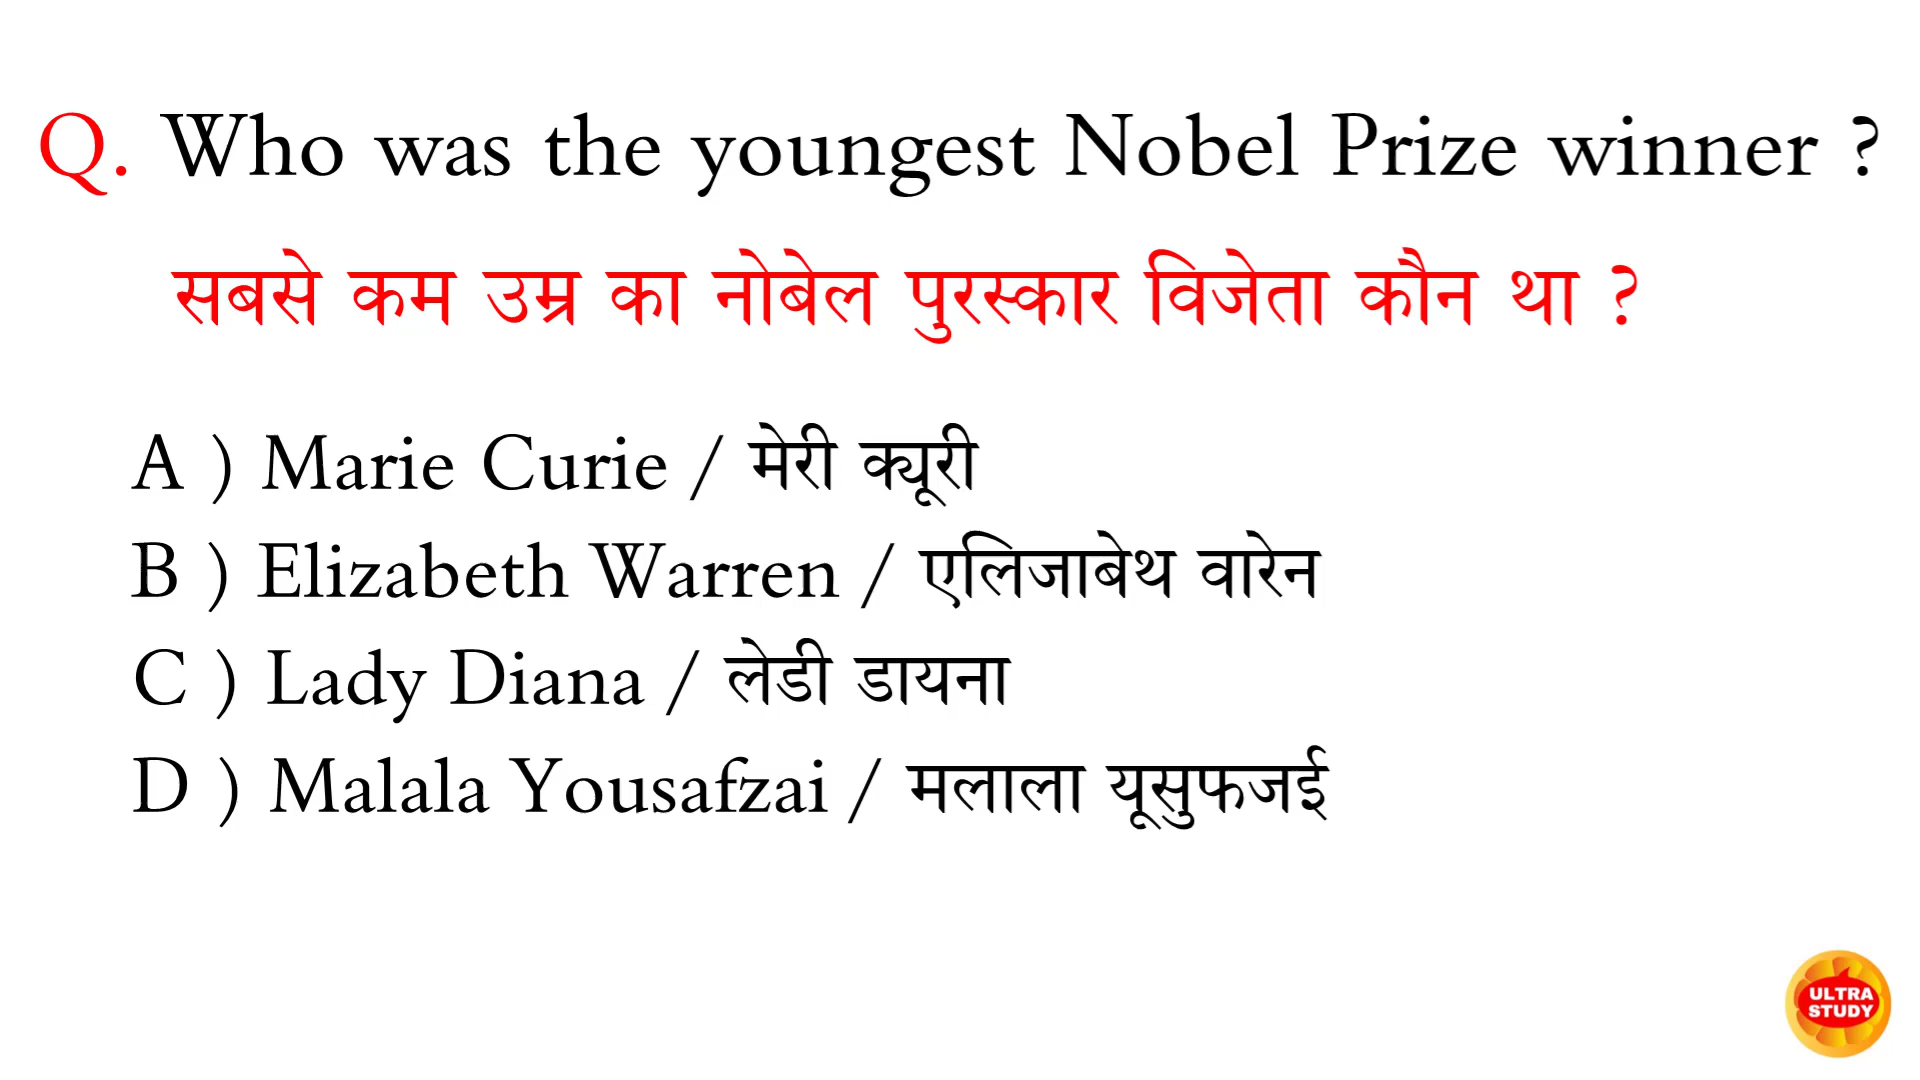 Q. Who was the youngest Nobel Prize winner ?
सबसे कम उम्र का नोबेल पुरस्कार विजेता कौन था ?
A ) Marie Curie / मेरी क्यूरी
B ) Elizabeth Warren / एलिजाबेथ वारेन
C ) Lady Diana / लेडी डायना
D ) Malala Yousafzai / मलाला यूसुफजई
ULTRA
STUDY